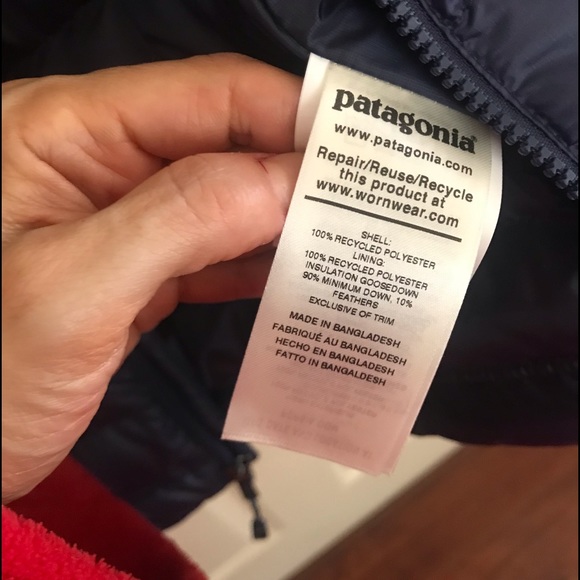 patagonia®
www.patagonia.com
Repair/Reuse/Recycle
this product at
www.wornwear.com
SHELL:
100% RECYCLED POLYESTER
LINING:
100% RECYCLED POLYESTER
INSULATION GOOSEDOWN
90% MINIMUM DOWN, 10%
FEATHERS
EXCLUSIVE OF TRIM
MADE IN BANGLADESH
FABRIQUÉ AU BANGLADESH
HECHO EN BANGLADESH
FATTO IN BANGALDESH